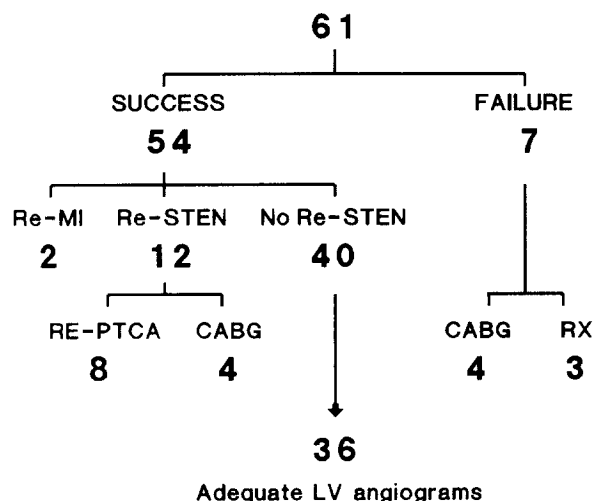 61
SUCCESS FAILURE
54 7
Re-MI Re-STEN No Re-STEN
2 12 40
RE-PTCA CABG CABG RX
8 4 4 3
36
Adequate LV angiograms